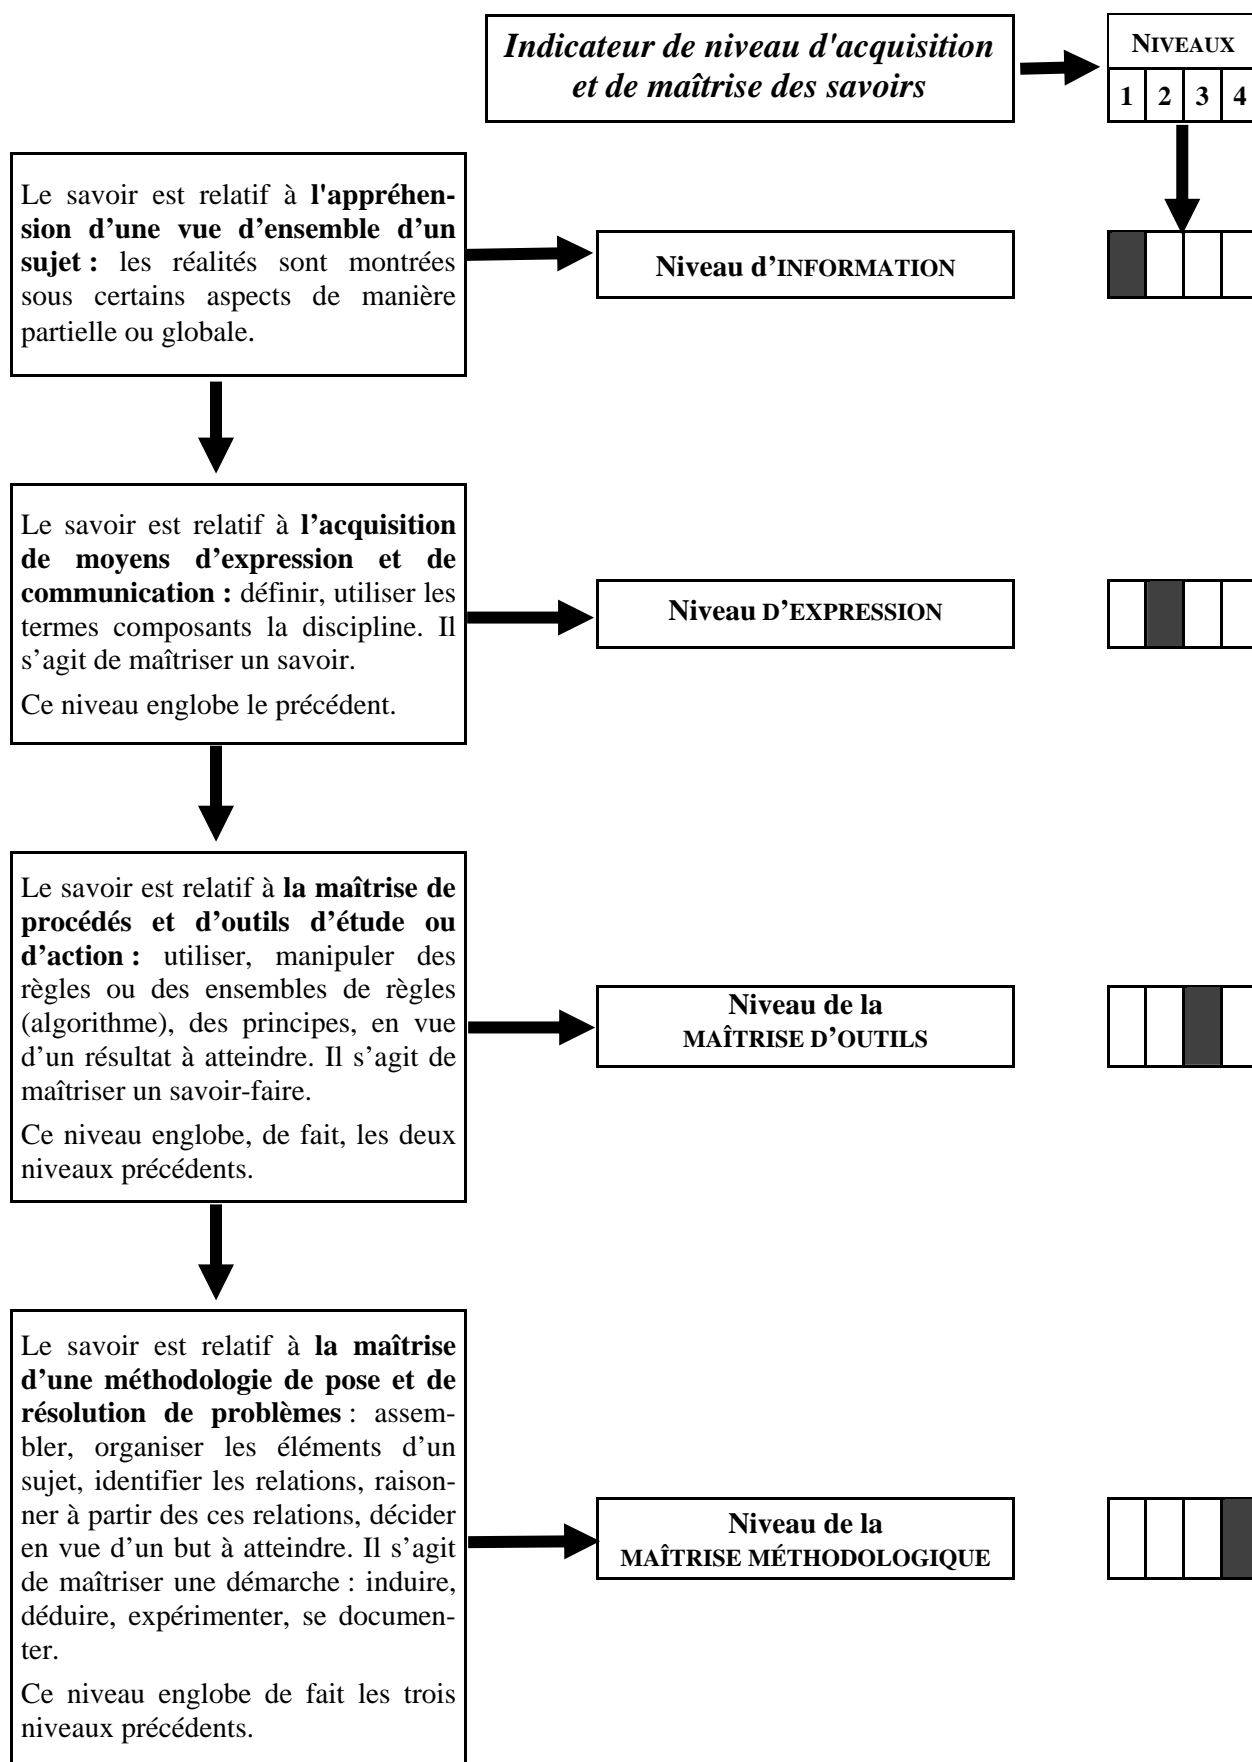 Indicateur de niveau d'acquisition
et de maîtrise des savoirs
NIVEAUX
1 2 3 4
Le savoir est relatif à l'appréhen-
sion d’une vue d’ensemble d’un
sujet : les réalités sont montrées
sous certains aspects de manière
partielle ou globale.
Niveau d’INFORMATION
Le savoir est relatif à l’acquisition
de moyens d’expression et de
communication : définir, utiliser les
termes composants la discipline. Il
s’agit de maîtriser un savoir.
Ce niveau englobe le précédent.
Niveau D’EXPRESSION
Le savoir est relatif à la maîtrise de
procédés et d’outils d’étude ou
d’action : utiliser, manipuler des
règles ou des ensembles de règles
(algorithme), des principes, en vue
d’un résultat à atteindre. Il s’agit de
maîtriser un savoir-faire.
Ce niveau englobe, de fait, les deux
niveaux précédents.
Niveau de la
MAÎTRISE D’OUTILS
Le savoir est relatif à la maîtrise
d’une méthodologie de pose et de
résolution de problèmes : assem-
bler, organiser les éléments d’un
sujet, identifier les relations, raison-
ner à partir des ces relations, décider
en vue d’un but à atteindre. Il s’agit
de maîtriser une démarche : induire,
déduire, expérimenter, se documen-
ter.
Ce niveau englobe de fait les trois
niveaux précédents.
Niveau de la
MAÎTRISE MÉTHODOLOGIQUE